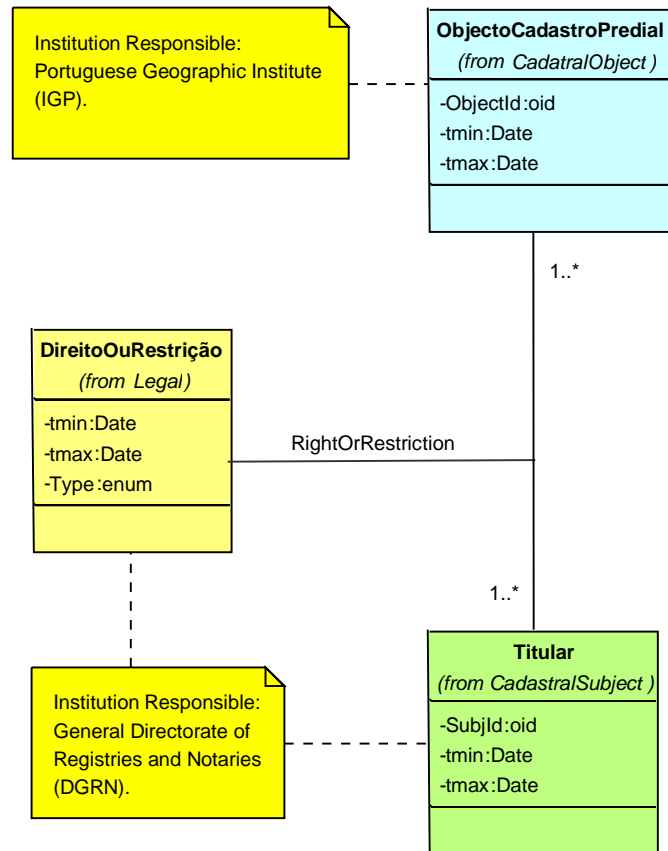 Institution Responsible:
Portuguese Geographic Institute
(IGP).
ObjectoCadastroPredial
(from CadatralObject )
-ObjectId:oid
-tmin:Date
-tmax:Date
1..*
DireitoOuRestrição
(from Legal)
-tmin:Date
-tmax:Date
-Type:enum
RightOrRestriction
1..*
Titular
(from CadastralSubject )
-SubjId:oid
-tmin:Date
-tmax:Date
Institution Responsible:
General Directorate of
Registries and Notaries
(DGRN).